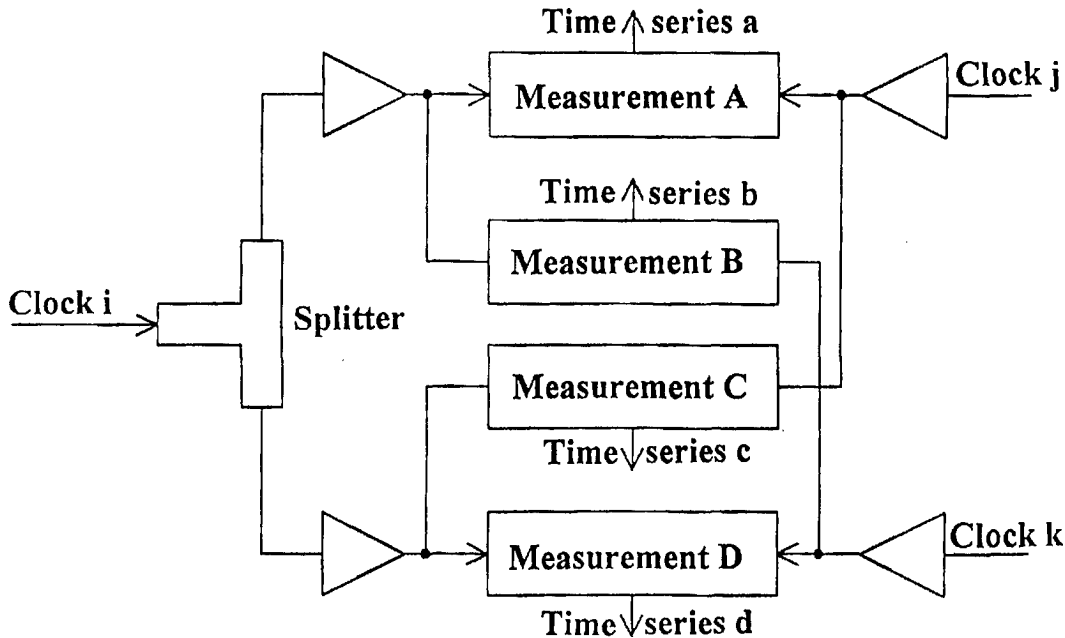 Time series a
Measurement A
Clock j
Time series b
Measurement B
Clock i
Splitter
Measurement C
Time series c
Measurement D
Clock k
Time series d